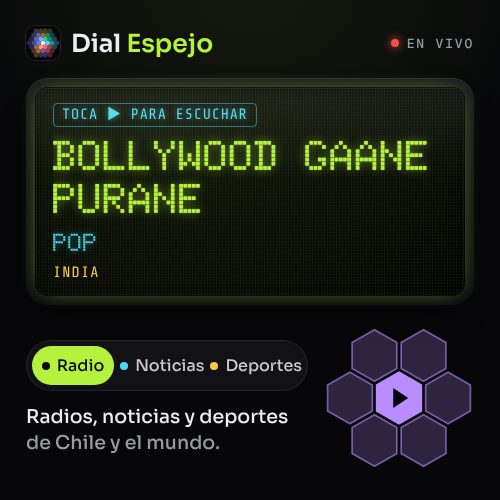 Dial Espejo
EN VIVO
TOCA ▶ PARA ESCUCHAR
BOLLYWOOD GAANE
PURANE
POP
INDIA
Radio Noticias Deportes
Radios, noticias y deportes
de Chile y el mundo.